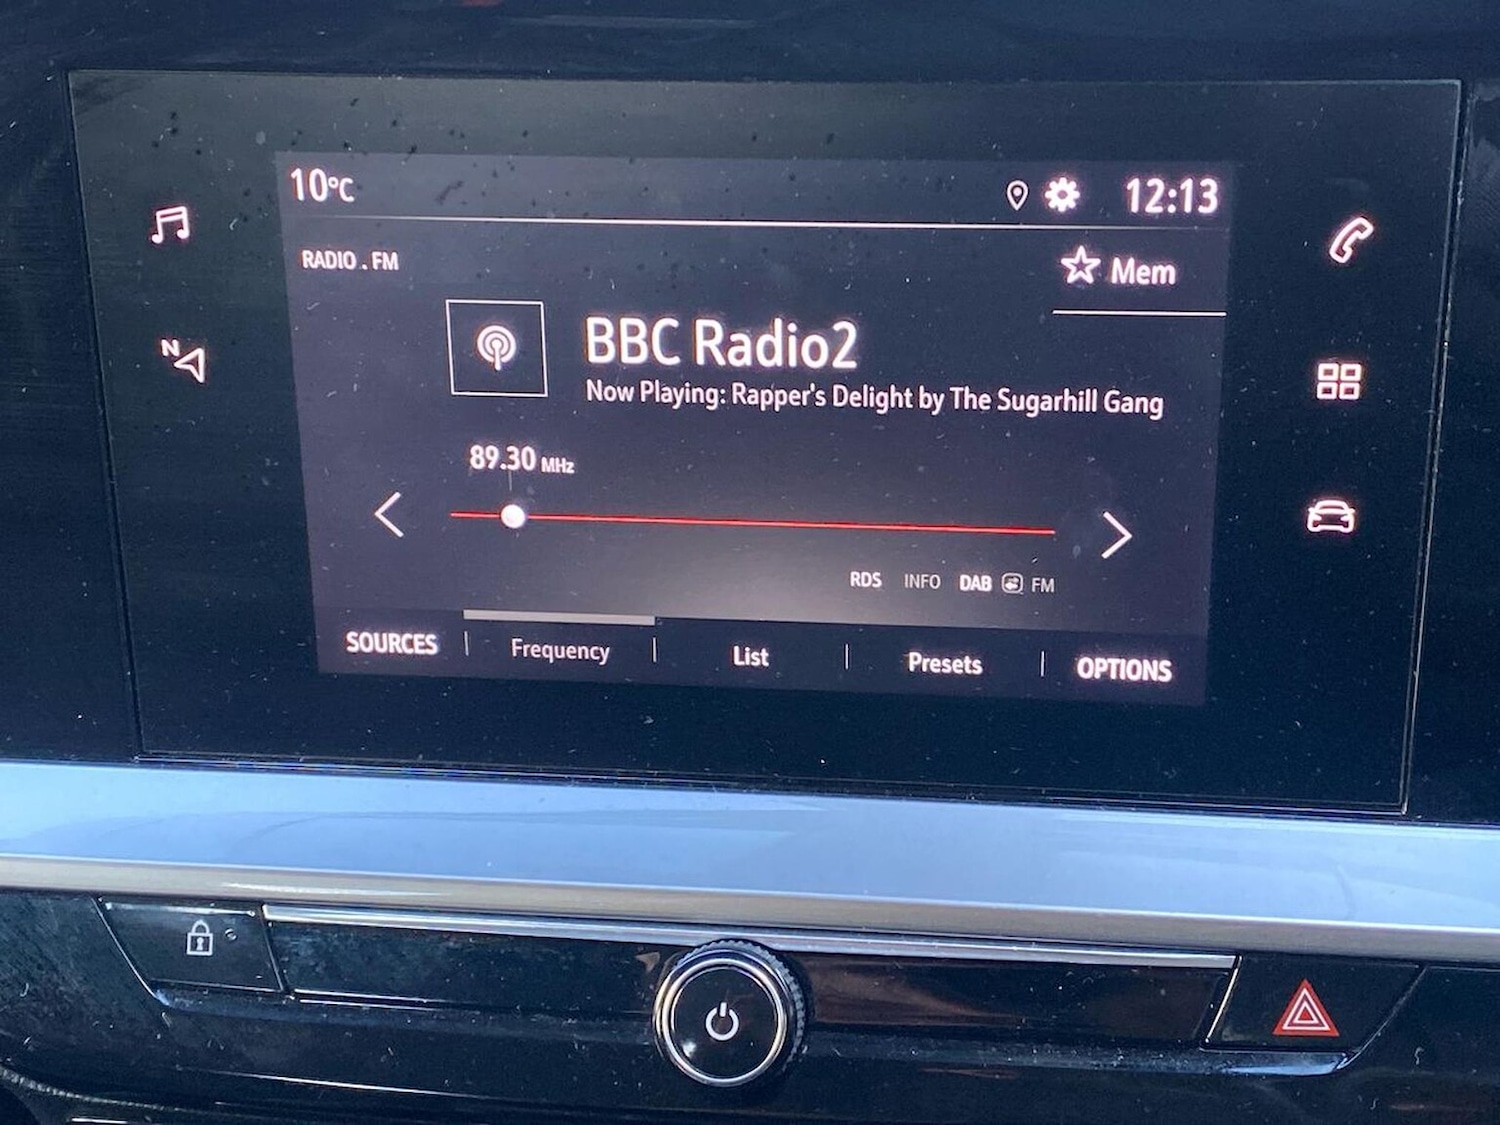 10°C
12:13
RADIO . FM
Mem
BBC Radio2
Now Playing: Rapper's Delight by The Sugarhill Gang
N
89.30 MHz
RDS INFO DAB FM
SOURCES Frequency List Presets OPTIONS